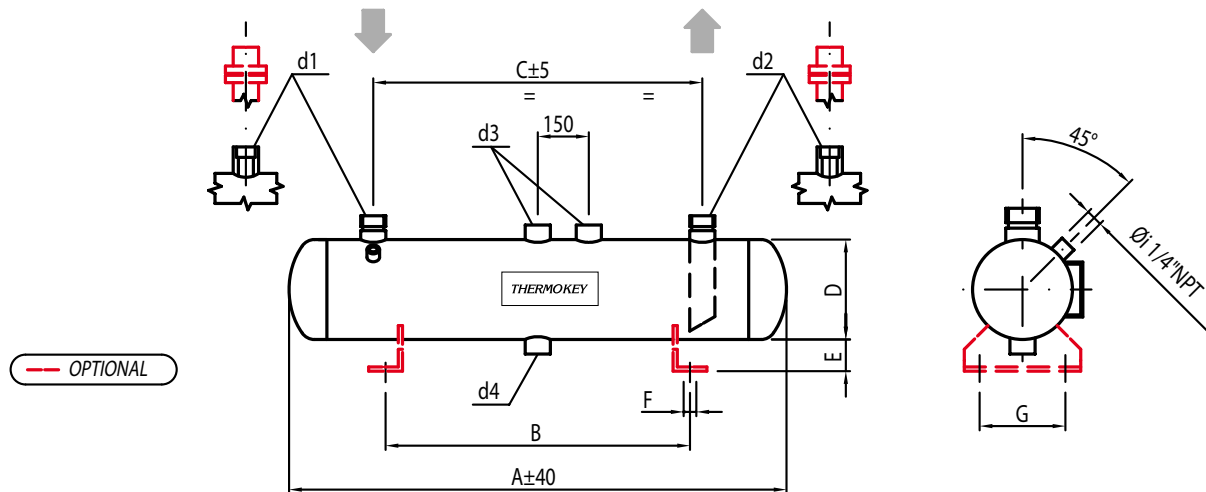 d1
C±5
d2
= =
150
d3
45°
Øi 1/4"NPT
THERMOKEY
D
E
OPTIONAL
d4
F
G
B
A±40